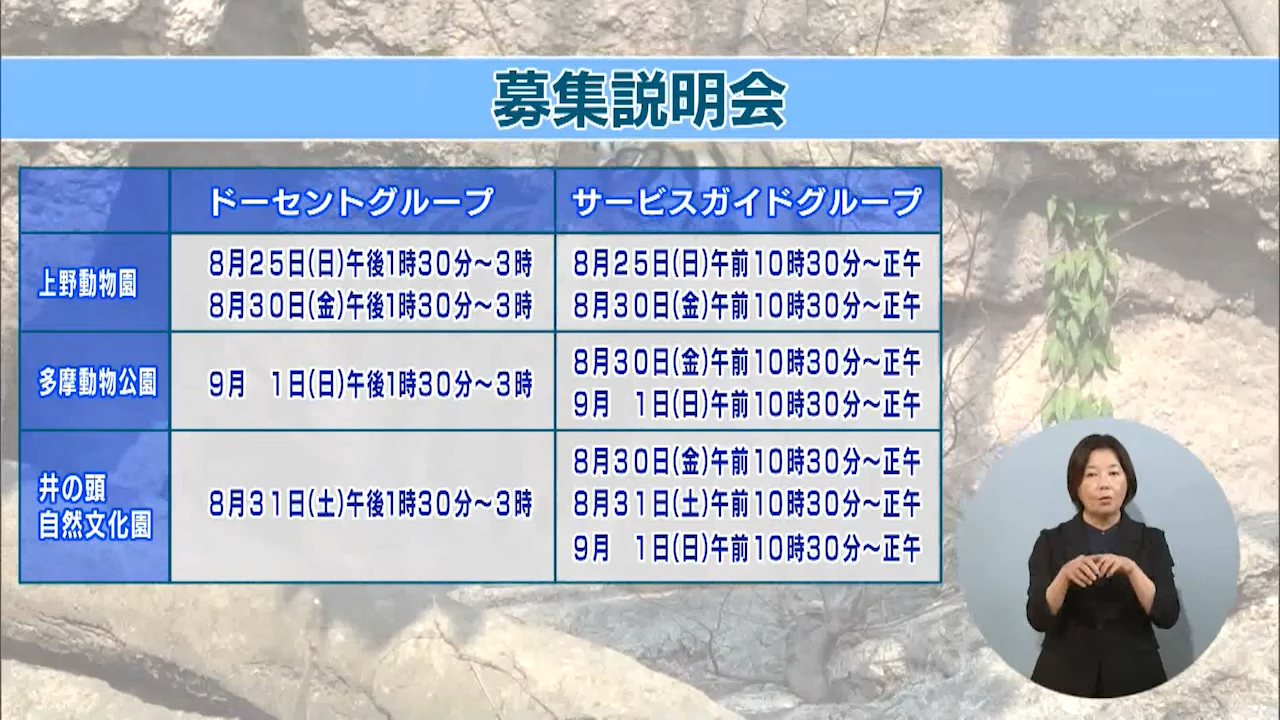 募集説明会
ドーセントグループ サービスガイドグループ
上野動物園
8月25日(日)午後1時30分~3時
8月30日(金)午後1時30分~3時
8月25日(日)午前10時30分~正午
8月30日(金)午前10時30分~正午
多摩動物公園
9月 1日(日)午後1時30分~3時
8月30日(金)午前10時30分~正午
9月 1日(日)午前10時30分~正午
井の頭
自然文化園
8月31日(土)午後1時30分~3時
8月30日(金)午前10時30分~正午
8月31日(土)午前10時30分~正午
9月 1日(日)午前10時30分~正午